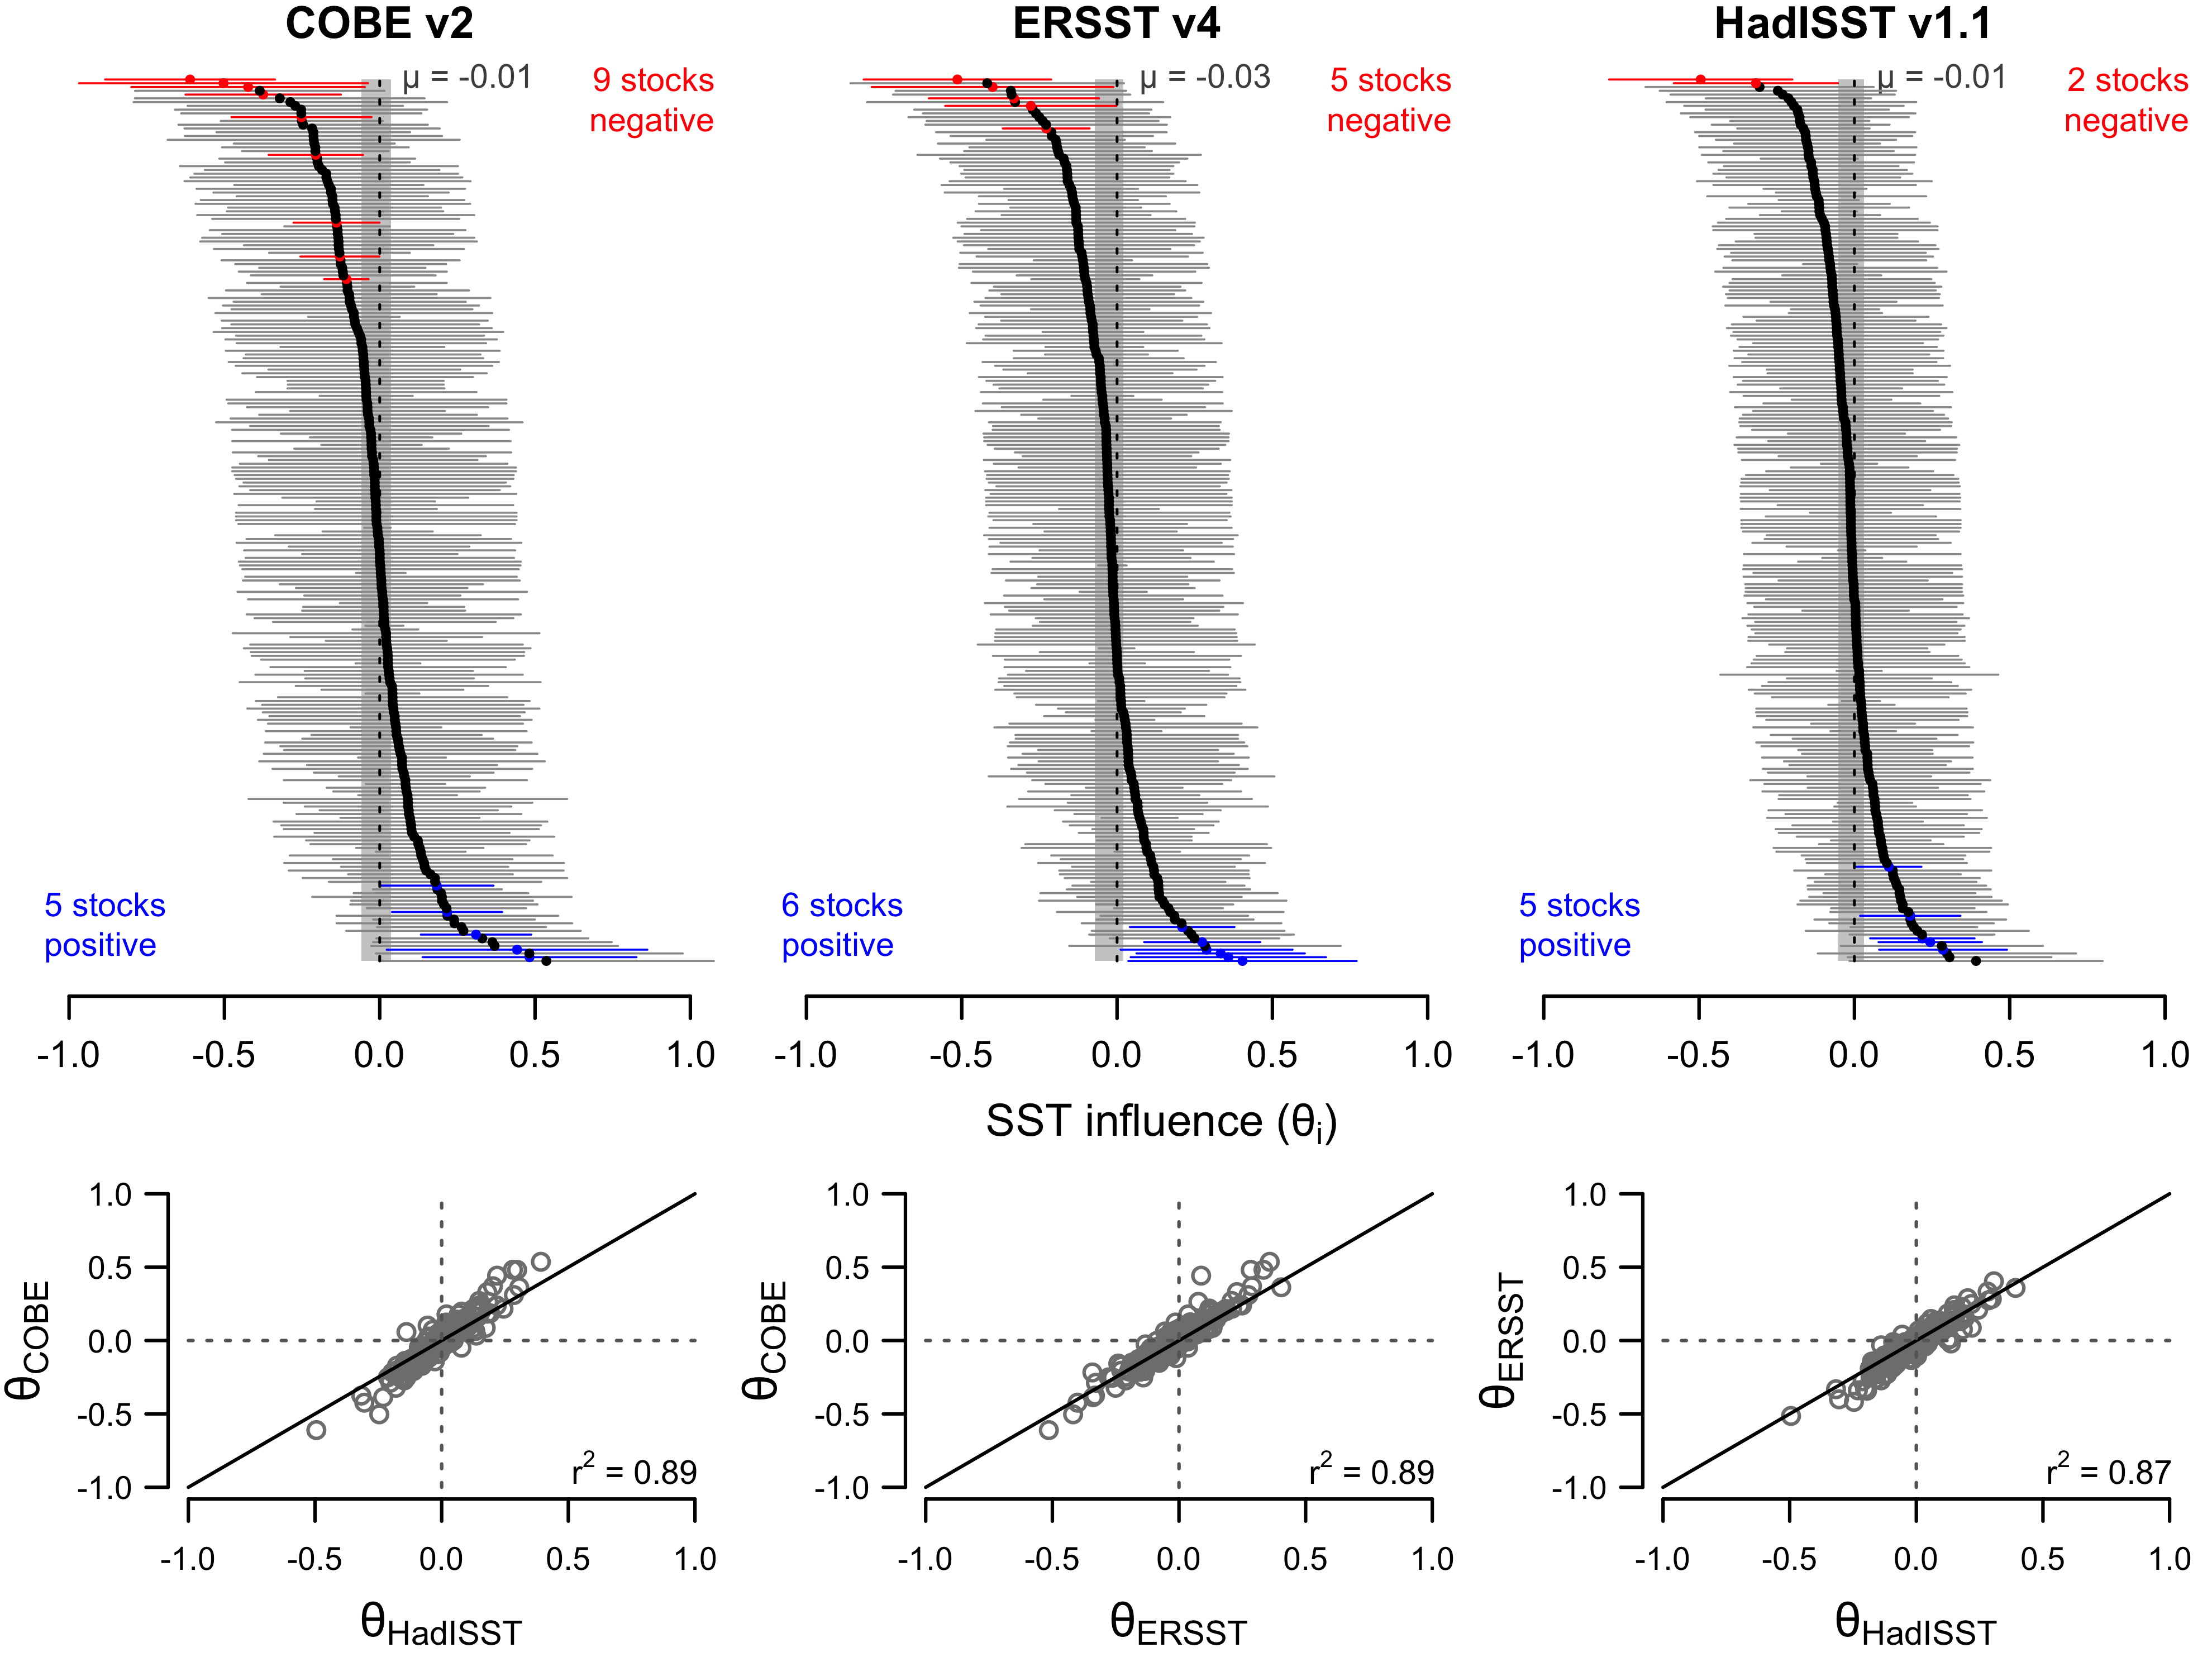 COBE v2
ERSST v4
HadISST v1.1
μ = -0.01
9 stocks
negative
μ = -0.03
5 stocks
negative
μ = -0.01
2 stocks
negative
5 stocks
positive
6 stocks
positive
5 stocks
positive
-1.0 -0.5 0.0 0.5 1.0
-1.0 -0.5 0.0 0.5 1.0
-1.0 -0.5 0.0 0.5 1.0
SST influence (θi)
θCOBE
1.0
0.5
0.0
-0.5
-1.0
r2 = 0.89
-1.0 -0.5 0.0 0.5 1.0
θHadISST
θCOBE
1.0
0.5
0.0
-0.5
-1.0
r2 = 0.89
-1.0 -0.5 0.0 0.5 1.0
θERSST
θERSST
1.0
0.5
0.0
-0.5
-1.0
r2 = 0.87
-1.0 -0.5 0.0 0.5 1.0
θHadISST